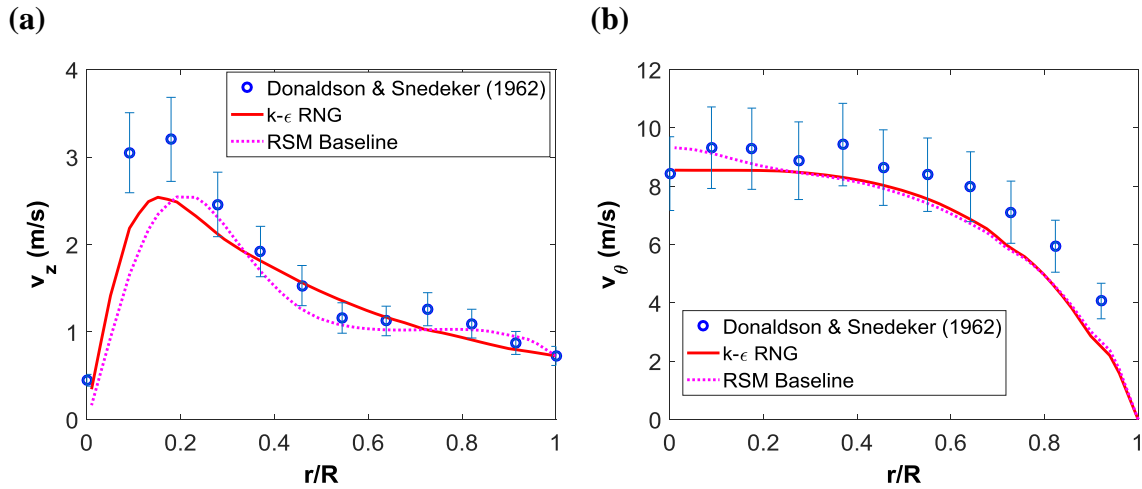 (a)
4
3
2
1
0
v_z (m/s)
Donaldson & Snedeker (1962)
k-ϵ RNG
RSM Baseline
0 0.2 0.4 0.6 0.8 1
r/R
(b)
12
10
8
6
4
2
0
v_θ (m/s)
Donaldson & Snedeker (1962)
k-ϵ RNG
RSM Baseline
0 0.2 0.4 0.6 0.8 1
r/R